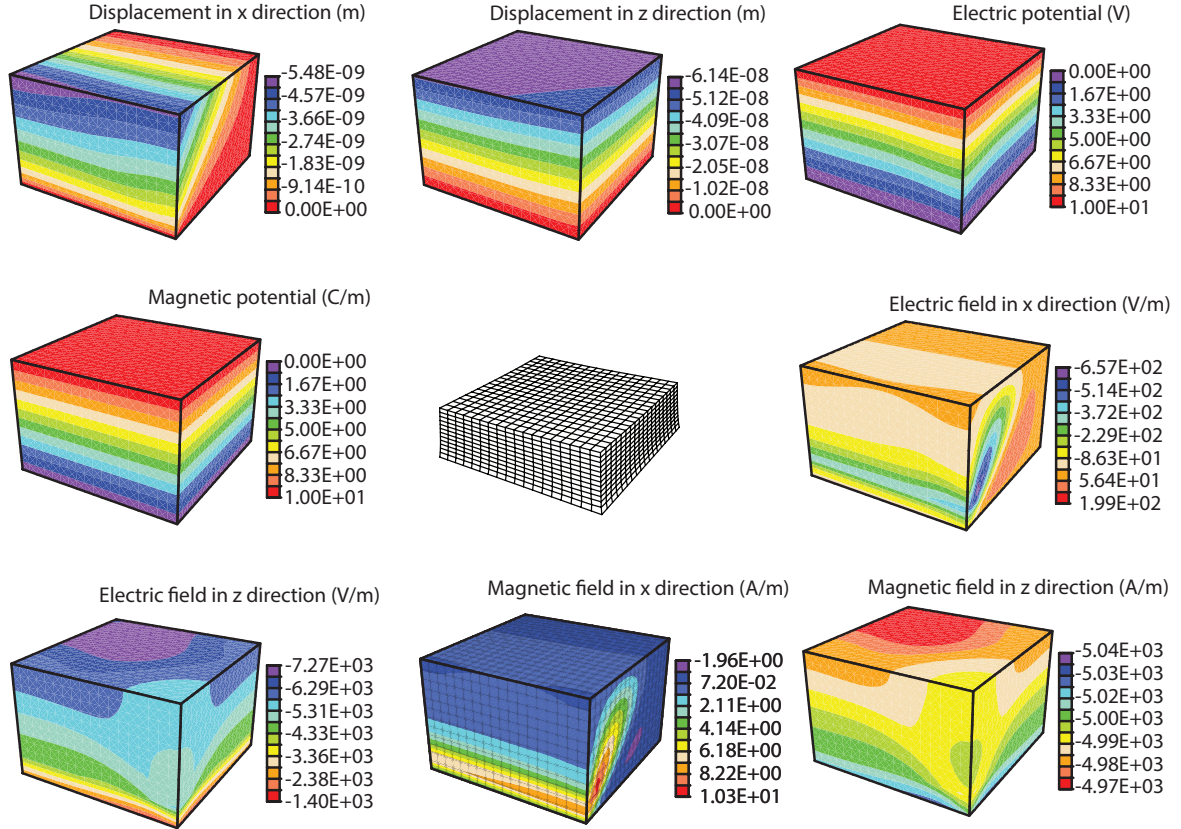 Displacement in x direction (m)
-5.48E-09
-4.57E-09
-3.66E-09
-2.74E-09
-1.83E-09
-9.14E-10
0.00E+00
Displacement in z direction (m)
-6.14E-08
-5.12E-08
-4.09E-08
-3.07E-08
-2.05E-08
-1.02E-08
0.00E+00
Electric potential (V)
0.00E+00
1.67E+00
3.33E+00
5.00E+00
6.67E+00
8.33E+00
1.00E+01
Magnetic potential (C/m)
0.00E+00
1.67E+00
3.33E+00
5.00E+00
6.67E+00
8.33E+00
1.00E+01
Electric field in x direction (V/m)
-6.57E+02
-5.14E+02
-3.72E+02
-2.29E+02
-8.63E+01
5.64E+01
1.99E+02
Electric field in z direction (V/m)
-7.27E+03
-6.29E+03
-5.31E+03
-4.33E+03
-3.36E+03
-2.38E+03
-1.40E+03
Magnetic field in x direction (A/m)
-1.96E+00
7.20E-02
2.11E+00
4.14E+00
6.18E+00
8.22E+00
1.03E+01
Magnetic field in z direction (A/m)
-5.04E+03
-5.03E+03
-5.02E+03
-5.00E+03
-4.99E+03
-4.98E+03
-4.97E+03